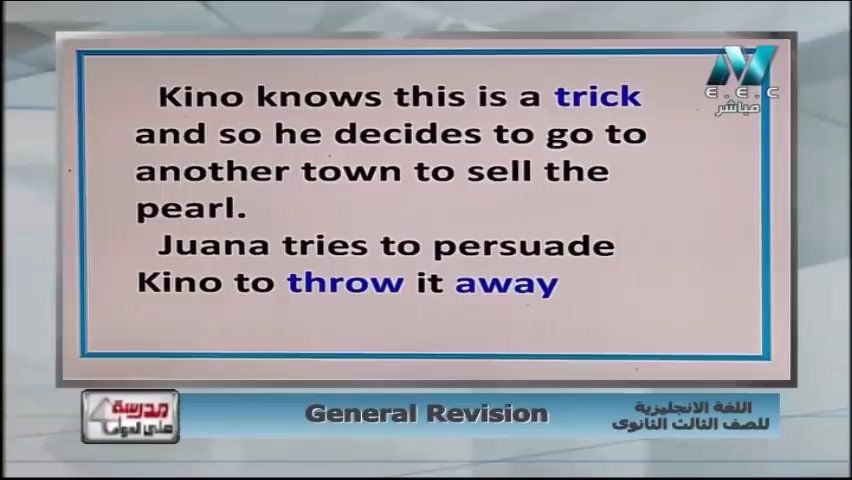 Kino knows this is a trick
and so he decides to go to
another town to sell the
pearl.
Juana tries to persuade
Kino to throw it away
E.E.C
مباشر
General Revision
اللغة الانجليزية
للصف الثالث الثانوى
مدرسة
على الهواء